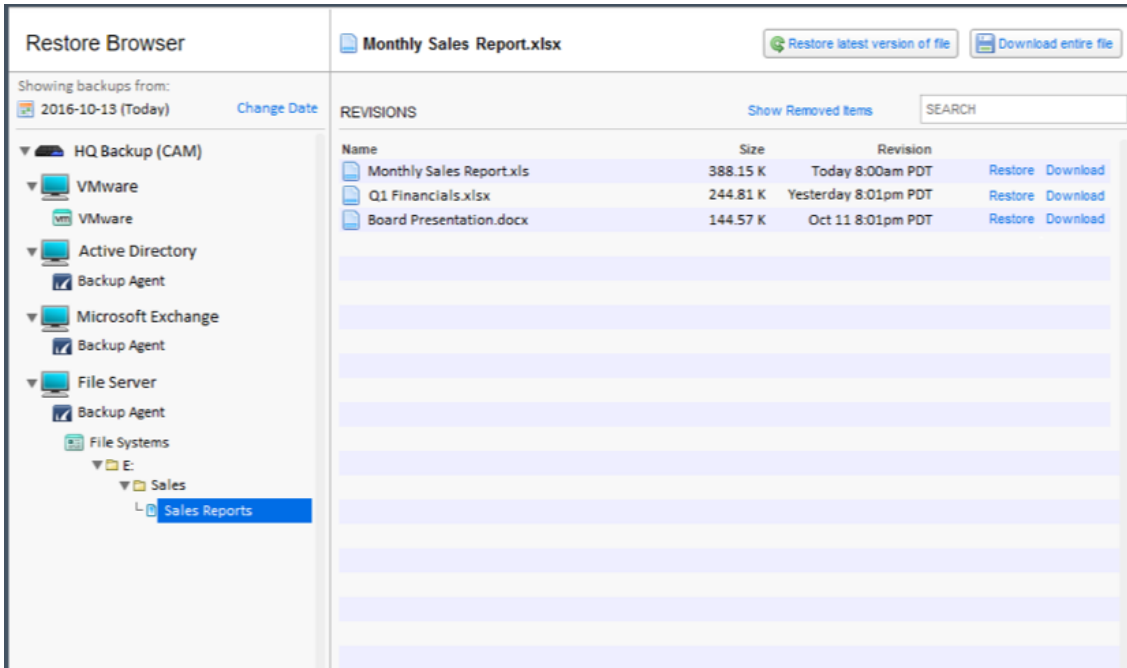 Restore Browser
Monthly Sales Report.xlsx
Restore latest version of file
Download entire file
Showing backups from:
2016-10-13 (Today) Change Date
REVISIONS Show Removed Items SEARCH
HQ Backup (CAM)
VMware
vm VMware
Active Directory
Backup Agent
Microsoft Exchange
Backup Agent
File Server
Backup Agent
File Systems
E:
Sales
Sales Reports
Name Size Revision
Monthly Sales Report.xls 388.15 K Today 8:00am PDT Restore Download
Q1 Financials.xlsx 244.81 K Yesterday 8:01pm PDT Restore Download
Board Presentation.docx 144.57 K Oct 11 8:01pm PDT Restore Download